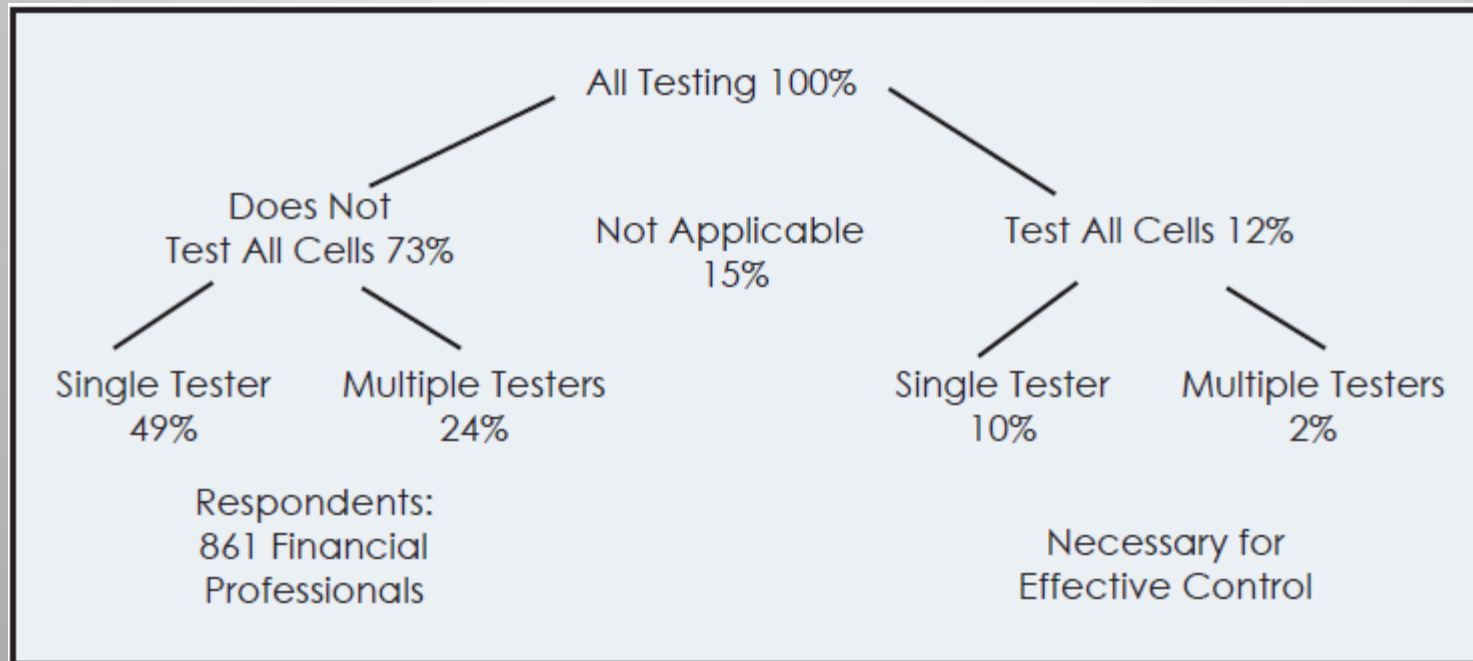 All Testing 100%
Does Not
Test All Cells 73%
Not Applicable
15%
Test All Cells 12%
Single Tester
49%
Multiple Testers
24%
Single Tester
10%
Multiple Testers
2%
Respondents:
861 Financial
Professionals
Necessary for
Effective Control